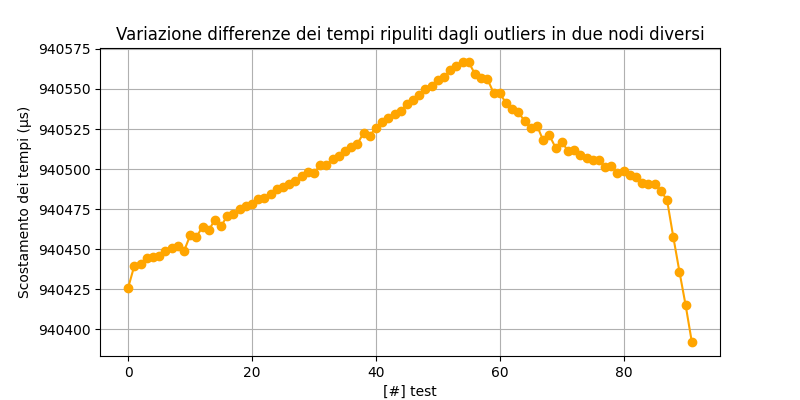 Variazione differenze dei tempi ripuliti dagli outliers in due nodi diversi
940575
940550
940525
940500
940475
940450
940425
940400
Scostamento dei tempi (µs)
0 20 40 60 80
[#] test